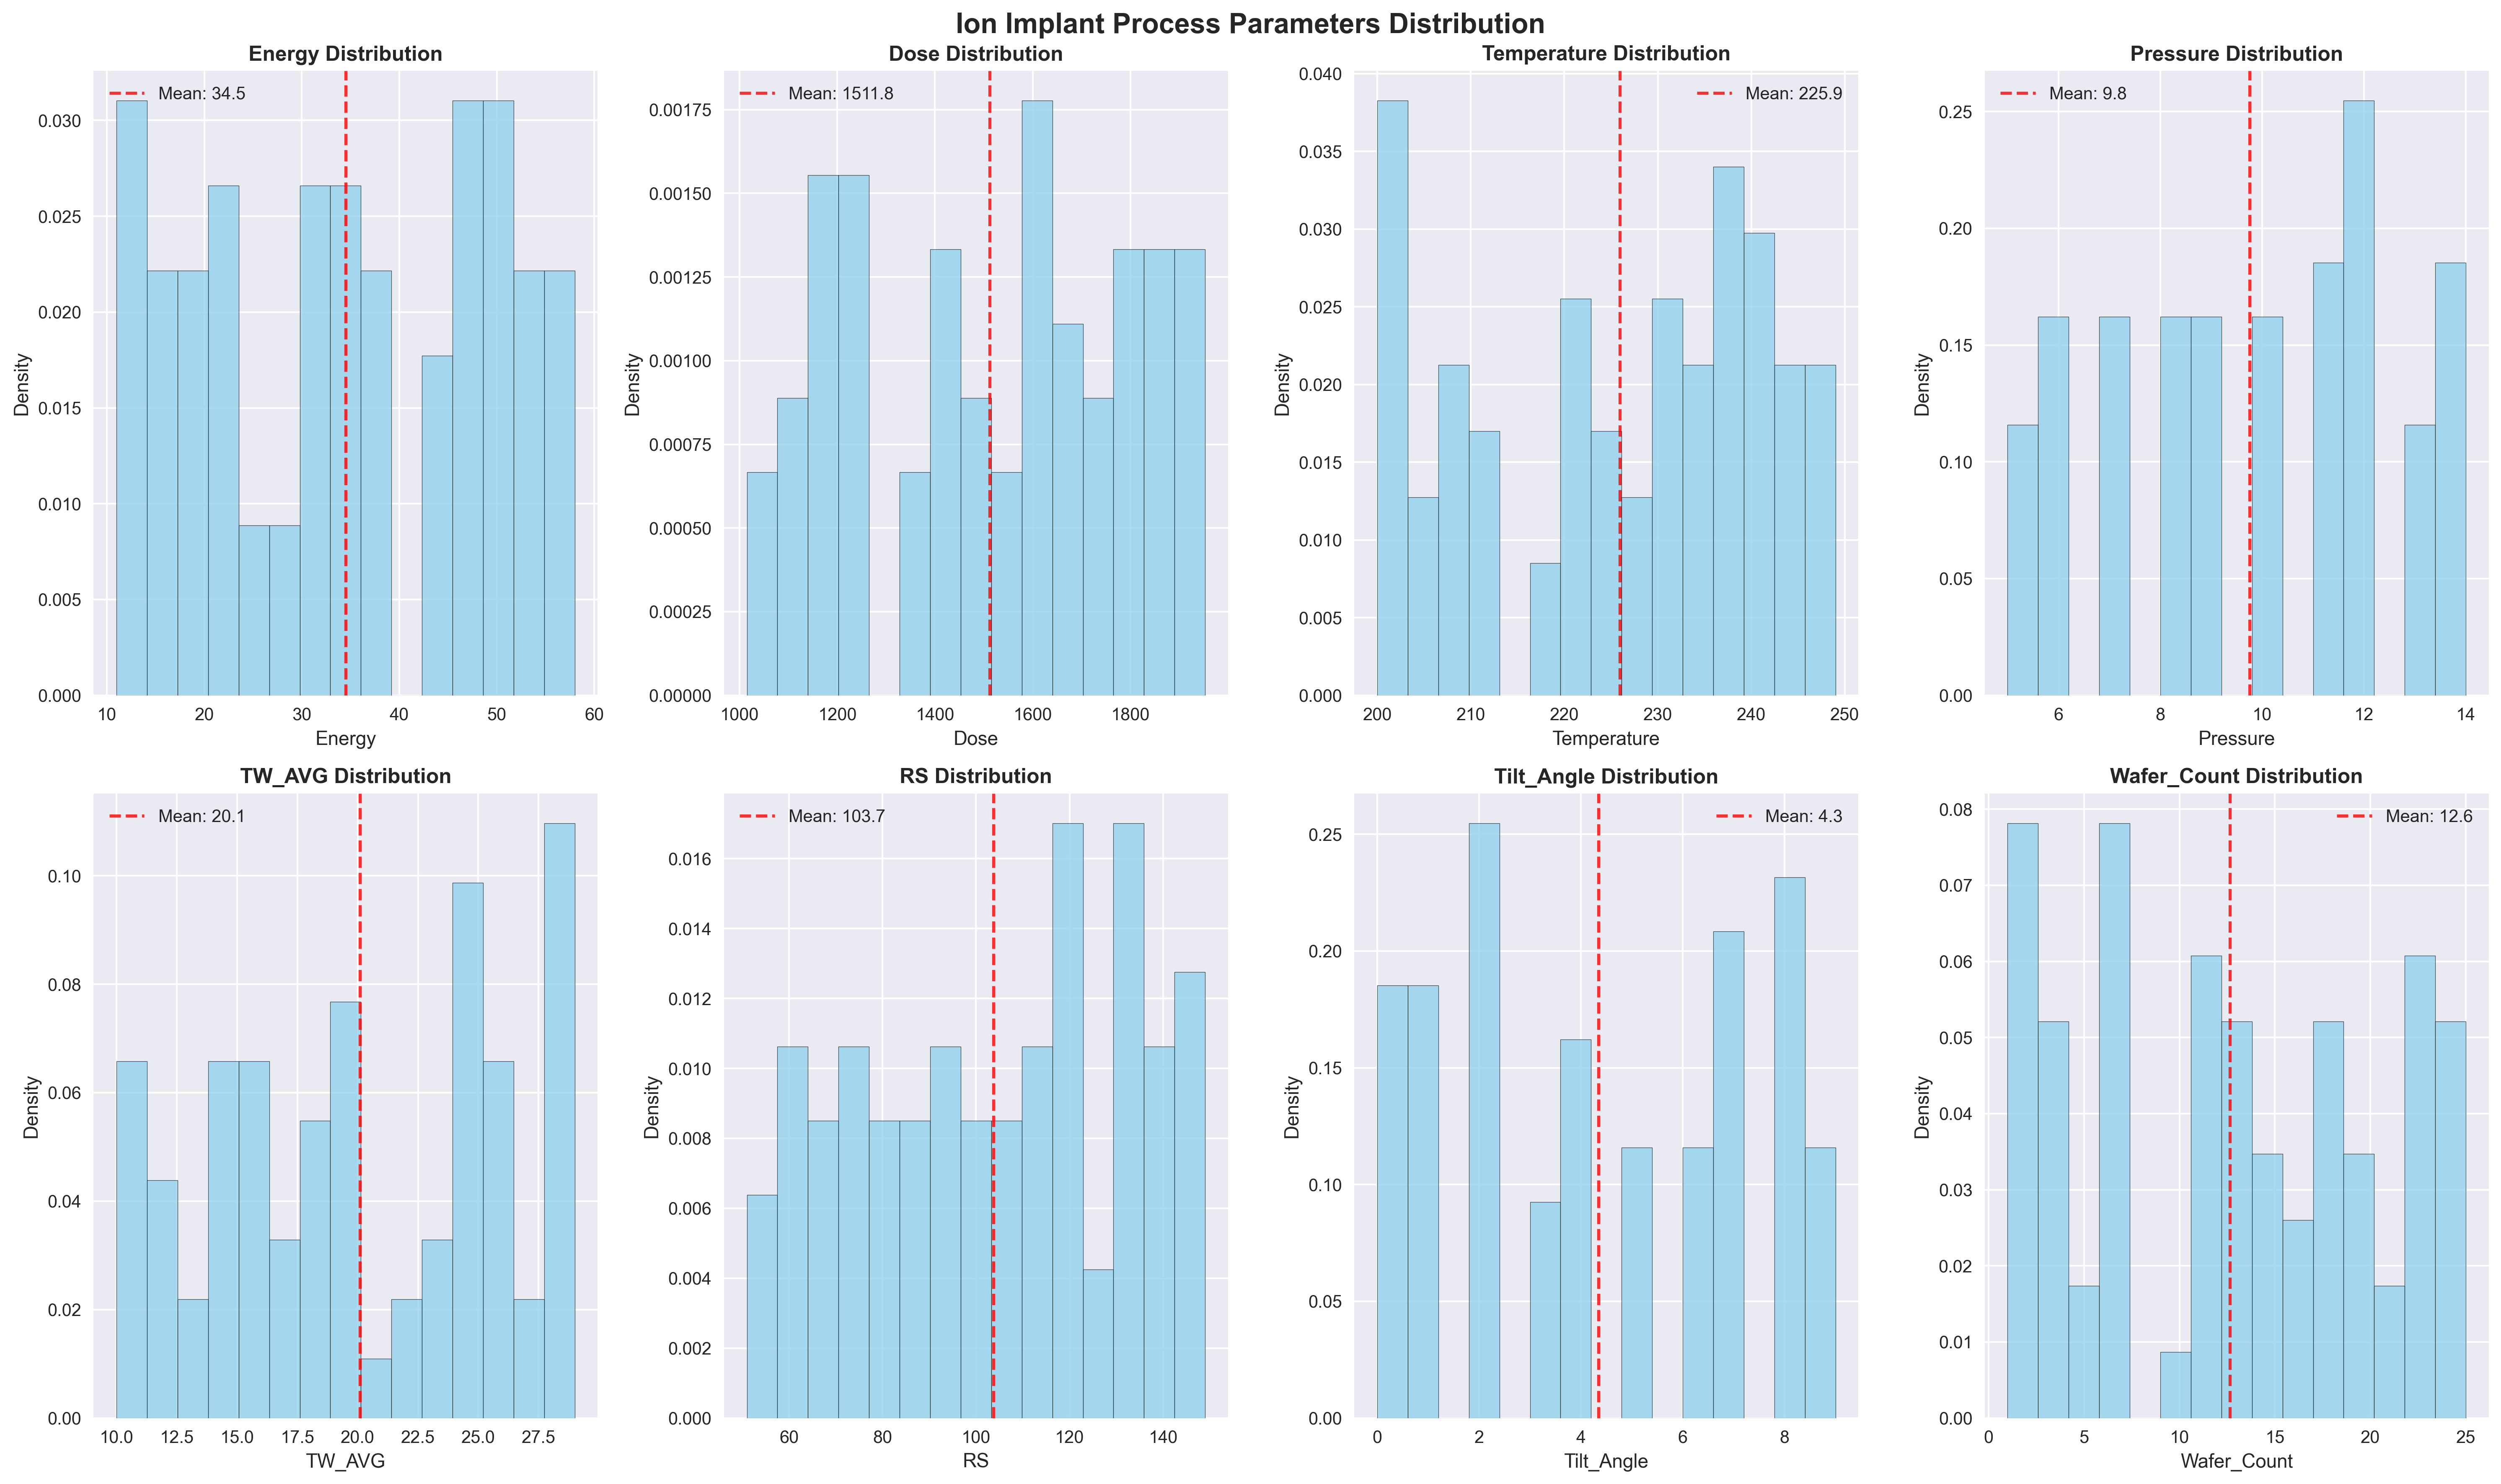 Ion Implant Process Parameters Distribution
Energy Distribution
Mean: 34.5
0.030
0.025
0.020
0.015
0.010
0.005
0.000
Density
10 20 30 40 50 60
Energy
Dose Distribution
Mean: 1511.8
0.00175
0.00150
0.00125
0.00100
0.00075
0.00050
0.00025
0.00000
Density
1000 1200 1400 1600 1800
Dose
Temperature Distribution
Mean: 225.9
0.040
0.035
0.030
0.025
0.020
0.015
0.010
0.005
0.000
Density
200 210 220 230 240 250
Temperature
Pressure Distribution
Mean: 9.8
0.25
0.20
0.15
0.10
0.05
0.00
Density
6 8 10 12 14
Pressure
TW_AVG Distribution
Mean: 20.1
0.10
0.08
0.06
0.04
0.02
0.00
Density
10.0 12.5 15.0 17.5 20.0 22.5 25.0 27.5
TW_AVG
RS Distribution
Mean: 103.7
0.016
0.014
0.012
0.010
0.008
0.006
0.004
0.002
0.000
Density
60 80 100 120 140
RS
Tilt_Angle Distribution
Mean: 4.3
0.25
0.20
0.15
0.10
0.05
0.00
Density
0 2 4 6 8
Tilt_Angle
Wafer_Count Distribution
Mean: 12.6
0.08
0.07
0.06
0.05
0.04
0.03
0.02
0.01
0.00
Density
0 5 10 15 20 25
Wafer_Count